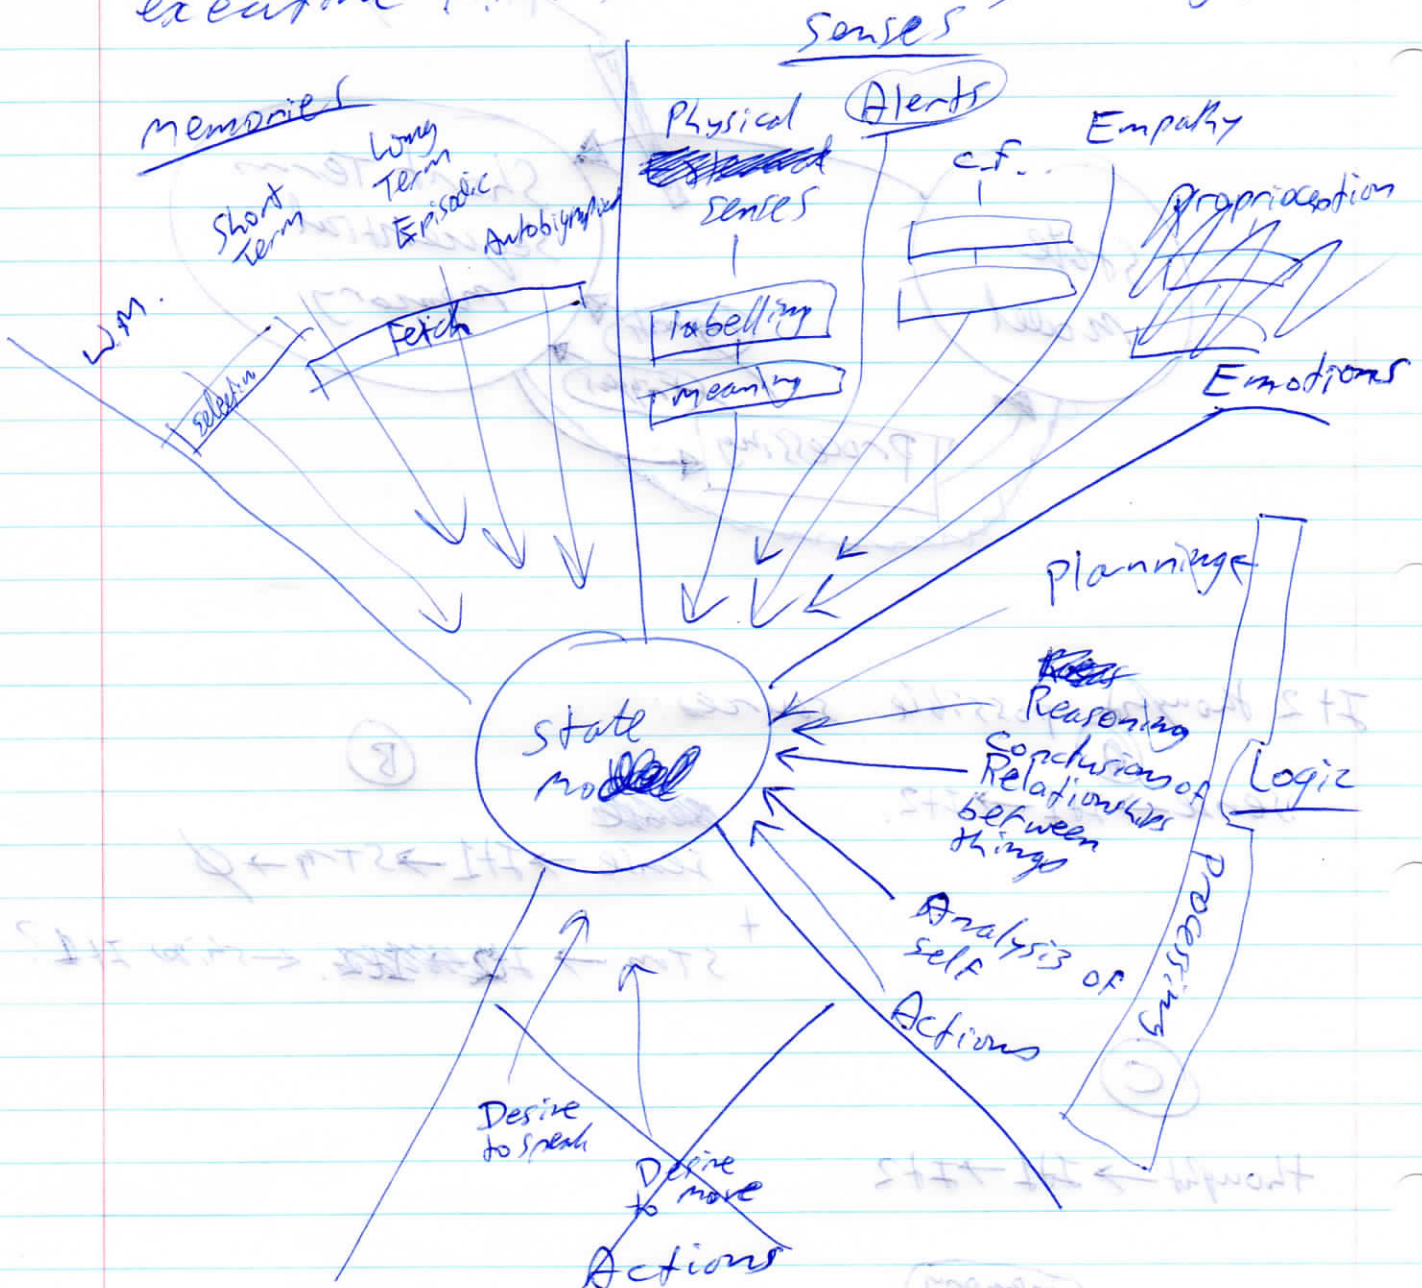 senses
Memories
Short
Term
Long
Term
Episodic
Autobigraphical
W.M.
Selection
Fetch
Physical
senses
labelling
meaning
Alerts
c.f...
Empathy
Proprioception
Emotions
State
Model
Planning
Reasoning
Conclusions of
Relationships
between
things
Analysis of
self
Actions
Logic
Processing
Desire
to speak
Desire
to move
Actions